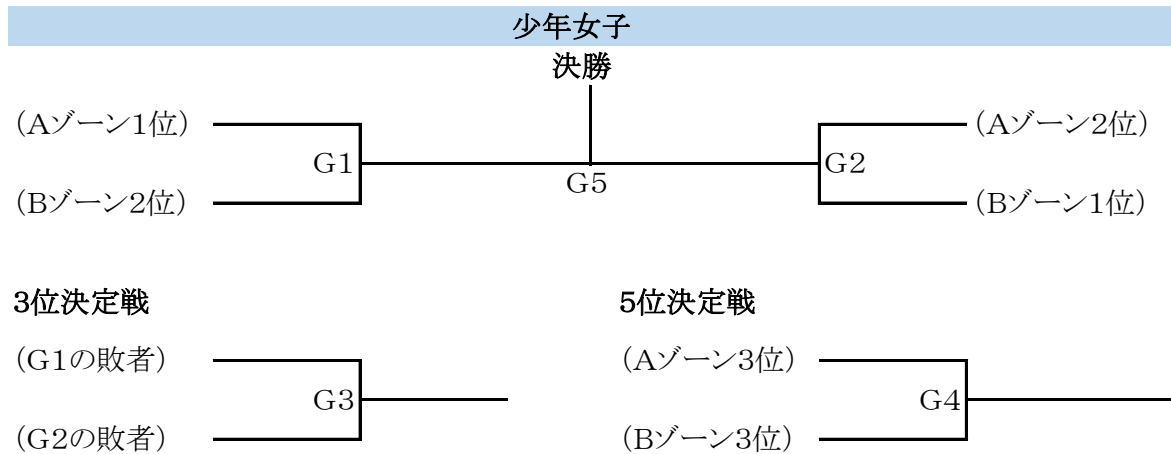 少年女子
決勝
(Aゾーン1位) (Aゾーン2位)
G1 G2
G5
(Bゾーン2位) (Bゾーン1位)
3位決定戦 5位決定戦
(G1の敗者) (Aゾーン3位)
G3 G4
(G2の敗者) (Bゾーン3位)